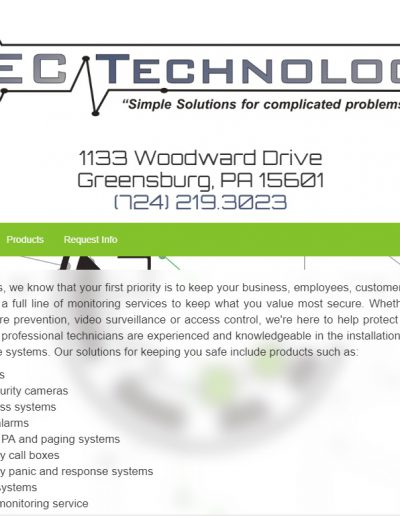 EC TECHNOLO
“Simple Solutions for complicated problems
1133 Woodward Drive
Greensburg, PA 15601
(724) 219.3023
Products Request Info
s, we know that your first priority is to keep your business, employees, customer
a full line of monitoring services to keep what you value most secure. Wheth
re prevention, video surveillance or access control, we're here to help protect
professional technicians are experienced and knowledgeable in the installation
e systems. Our solutions for keeping you safe include products such as:
s
urity cameras
ss systems
alarms
PA and paging systems
y call boxes
y panic and response systems
systems
monitoring service